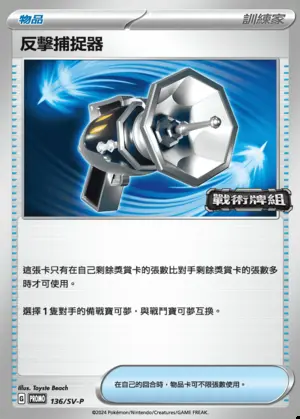 物品
訓練家
反擊捕捉器
戰術牌組
這張卡只有在自己剩餘獎賞卡的張數比對手剩餘獎賞卡的張數多
時才可使用。
選擇1隻對手的備戰寶可夢，與戰鬥寶可夢互換。
Illus. Toyste Beach
G PROMO 136/SV-P
在自己的回合時，物品卡可不限張數使用。
©2024 Pokémon/Nintendo/Creatures/GAME FREAK.